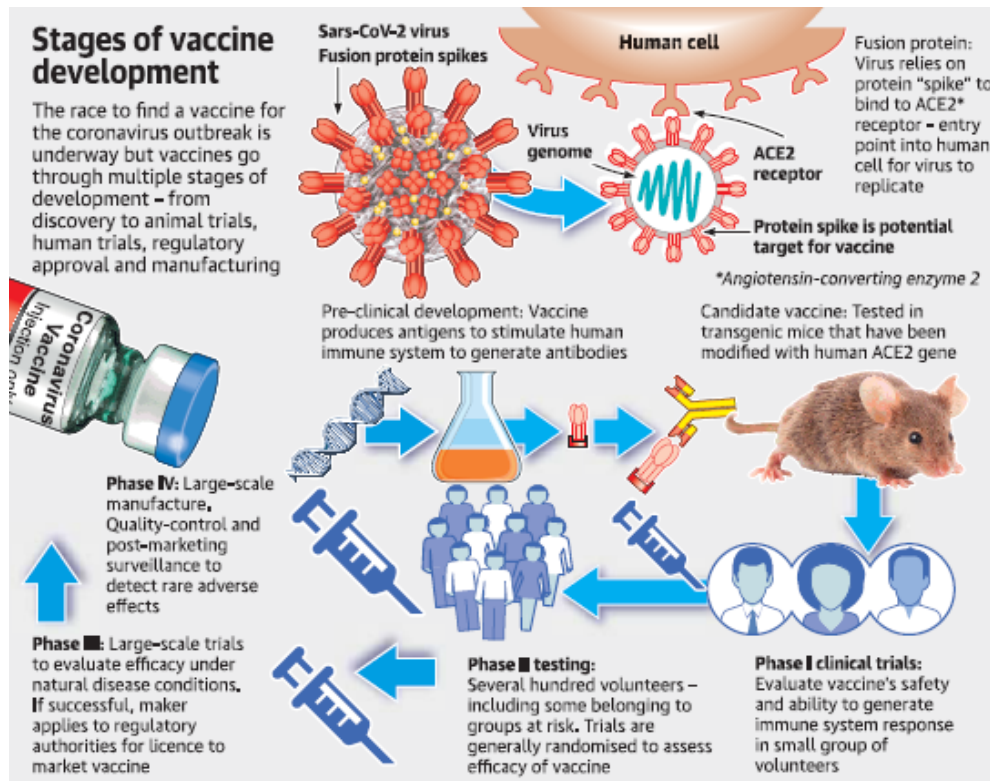 Stages of vaccine
development
The race to find a vaccine for
the coronavirus outbreak is
underway but vaccines go
through multiple stages of
development – from
discovery to animal trials,
human trials, regulatory
approval and manufacturing
Sars-CoV-2 virus
Fusion protein spikes
Human cell
Virus
genome
ACE2
receptor
Fusion protein:
Virus relies on
protein "spike" to
bind to ACE2*
receptor – entry
point into human
cell for virus to
replicate
Protein spike is potential
target for vaccine
*Angiotensin-converting enzyme 2
Coronavirus
Vaccine
Injection only
Pre-clinical development: Vaccine
produces antigens to stimulate human
immune system to generate antibodies
Candidate vaccine: Tested in
transgenic mice that have been
modified with human ACE2 gene
Phase I clinical trials:
Evaluate vaccine's safety
and ability to generate
immune system response
in small group of
volunteers
Phase II testing:
Several hundred volunteers –
including some belonging to
groups at risk. Trials are
generally randomised to assess
efficacy of vaccine
Phase III: Large-scale trials
to evaluate efficacy under
natural disease conditions.
If successful, maker
applies to regulatory
authorities for licence to
market vaccine
Phase IV: Large-scale
manufacture.
Quality-control and
post-marketing
surveillance to
detect rare adverse
effects